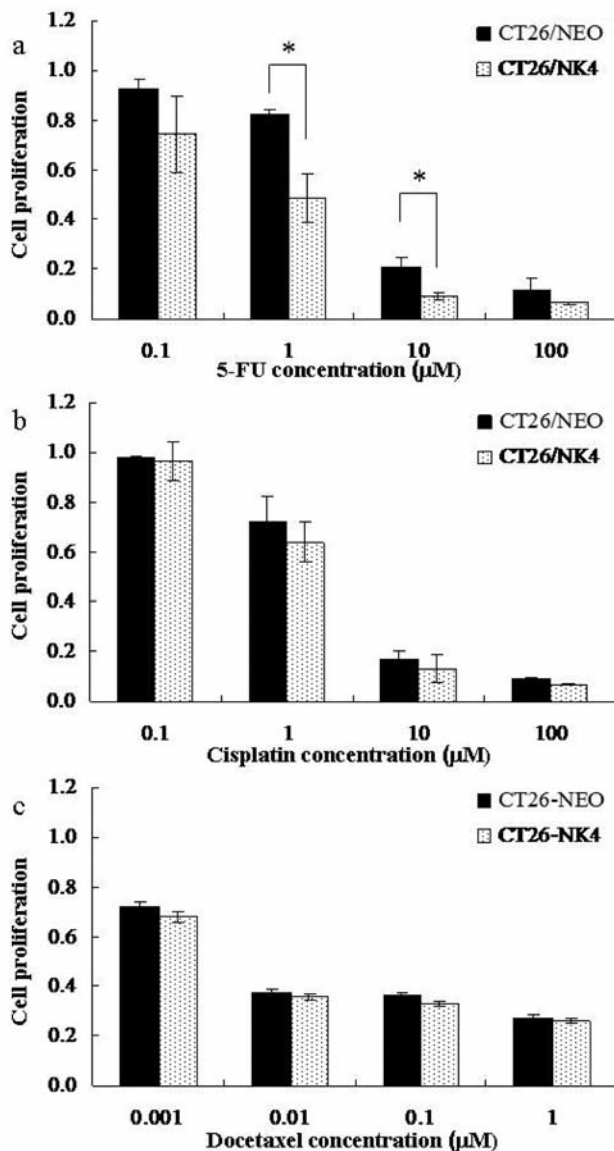 a
CT26/NEO
CT26/NK4
*
*
Cell proliferation
1.2
1.0
0.8
0.6
0.4
0.2
0.0
0.1 1 10 100
5-FU concentration (μM)
b
CT26/NEO
CT26/NK4
Cell proliferation
1.2
1.0
0.8
0.6
0.4
0.2
0.0
0.1 1 10 100
Cisplatin concentration (μM)
c
CT26-NEO
CT26-NK4
Cell proliferation
1.2
1.0
0.8
0.6
0.4
0.2
0.0
0.001 0.01 0.1 1
Docetaxel concentration (μM)